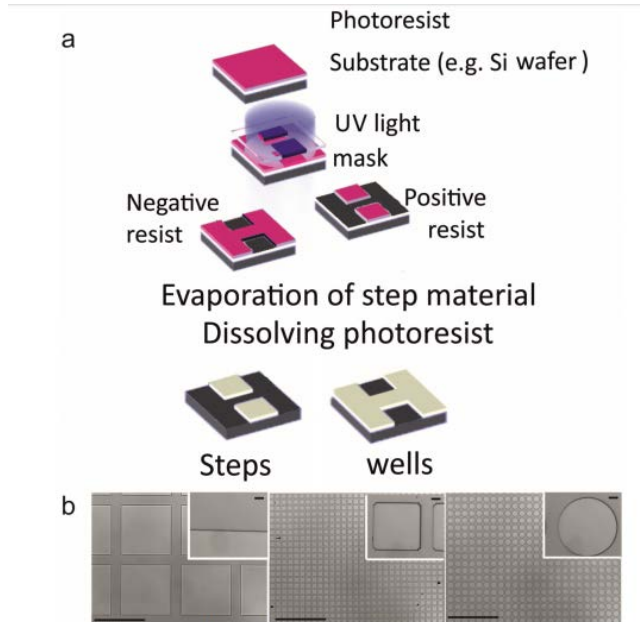 a
Photoresist
Substrate (e.g. Si wafer)
UV light
mask
Negative
resist
Positive
resist
Evaporation of step material
Dissolving photoresist
Steps
wells
b